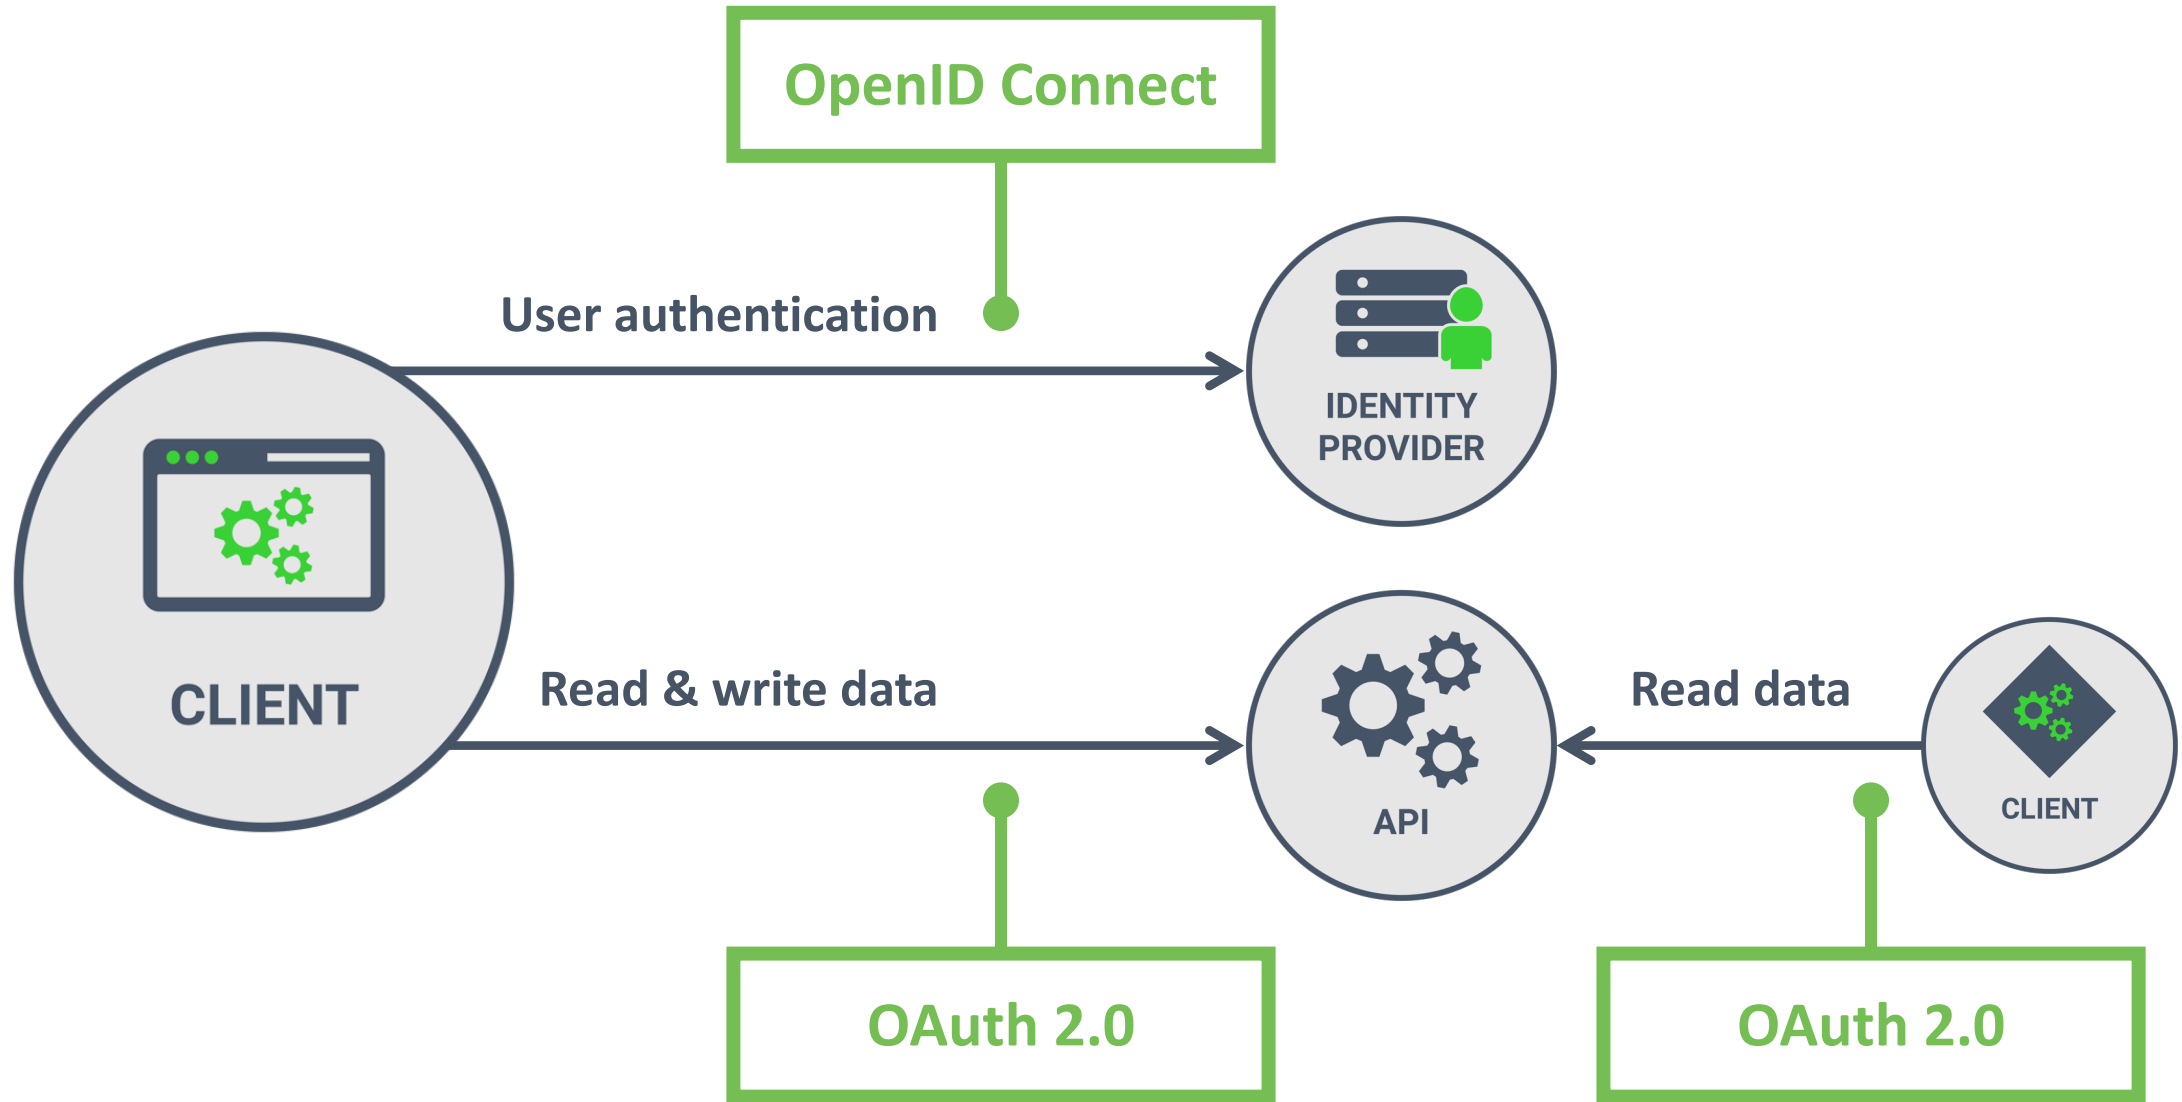 OpenID Connect
User authentication
IDENTITY
PROVIDER
CLIENT
Read & write data
API
Read data
CLIENT
OAuth 2.0
OAuth 2.0